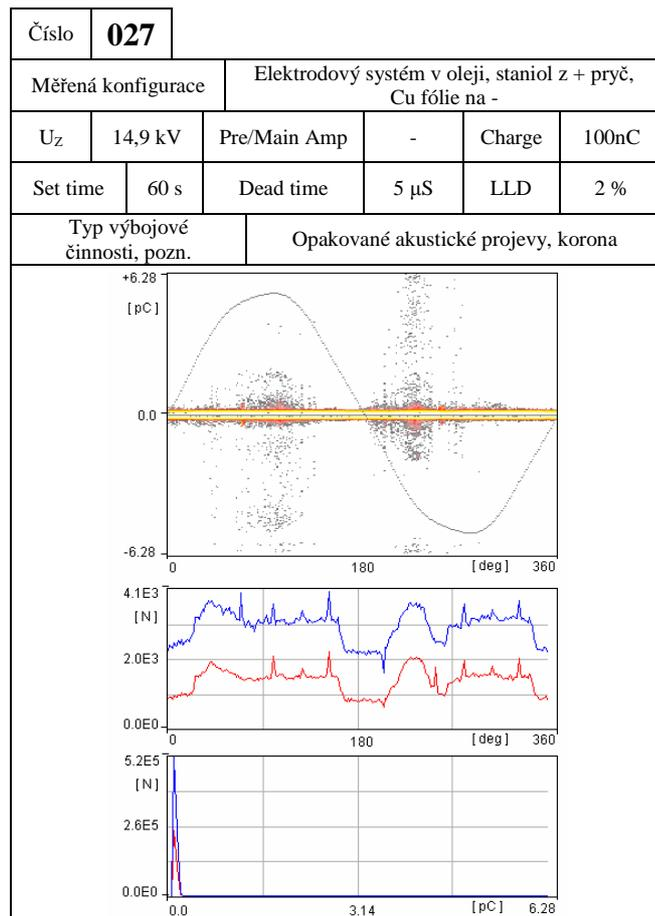 Číslo 027
Měřená konfigurace Elektrodový systém v oleji, staniol z + pryč,
Cu fólie na -
UZ 14,9 kV Pre/Main Amp - Charge 100nC
Set time 60 s Dead time 5 μS LLD 2 %
Typ výbojové
činnosti, pozn.
Opakované akustické projevy, korona
+6.28
[pC]
0.0
-6.28
0 180 [deg] 360
4.1E3
[N]
2.0E3
0.0E0
0 180 [deg] 360
5.2E5
[N]
2.6E5
0.0E0
0.0 3.14 [pC] 6.28